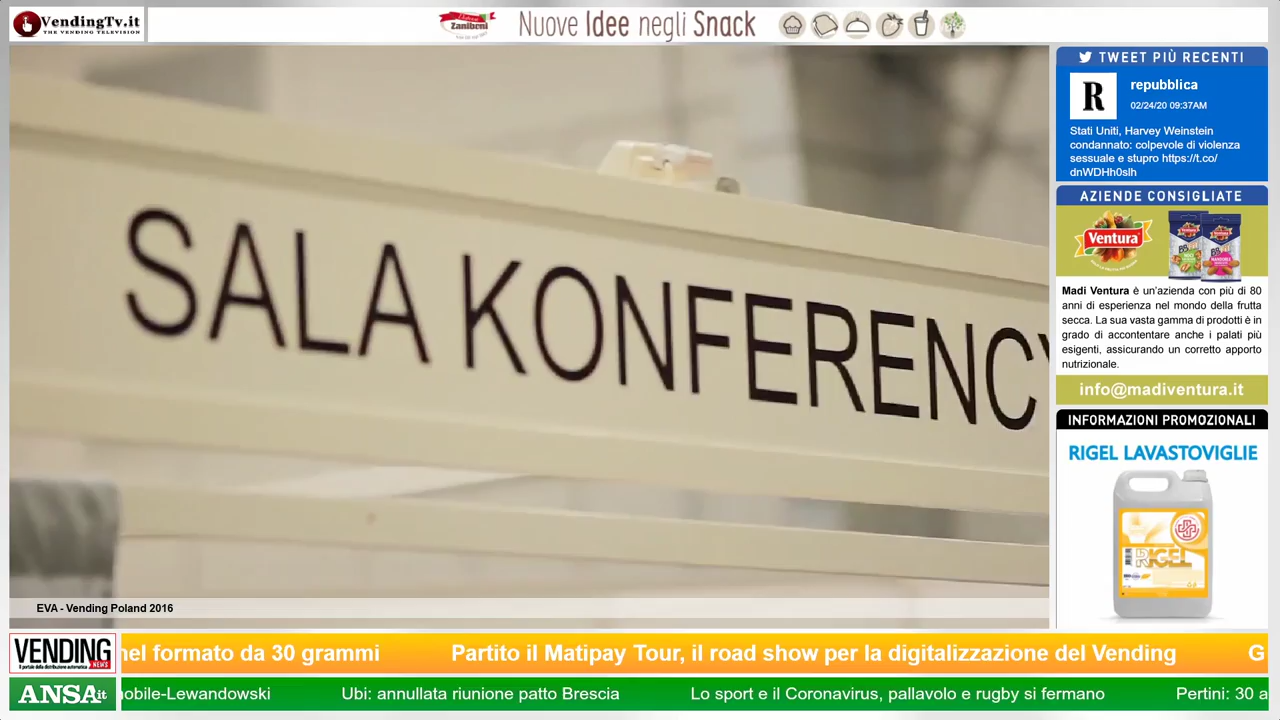 VendingTv.it
THE VENDING TELEVISION
Zaniboni
Nuove Idee negli Snack
SALA KONFERENCY
EVA - Vending Poland 2016
TWEET PIÙ RECENTI
R
repubblica
02/24/20 09:37AM
Stati Uniti, Harvey Weinstein
condannato: colpevole di violenza
sessuale e stupro https://t.co/
dnWDHh0slh
AZIENDE CONSIGLIATE
Ventura
Madi Ventura è un'azienda con più di 80
anni di esperienza nel mondo della frutta
secca. La sua vasta gamma di prodotti è in
grado di accontentare anche i palati più
esigenti, assicurando un corretto apporto
nutrizionale.
info@madiventura.it
INFORMAZIONI PROMOZIONALI
RIGEL LAVASTOVIGLIE
RIGEL
VENDING
NEWS
Il portale della distribuzione automatica
nel formato da 30 grammi Partito il Matipay Tour, il road show per la digitalizzazione del Vending G
ANSA.it
mobile-Lewandowski Ubi: annullata riunione patto Brescia Lo sport e il Coronavirus, pallavolo e rugby si fermano Pertini: 30 a